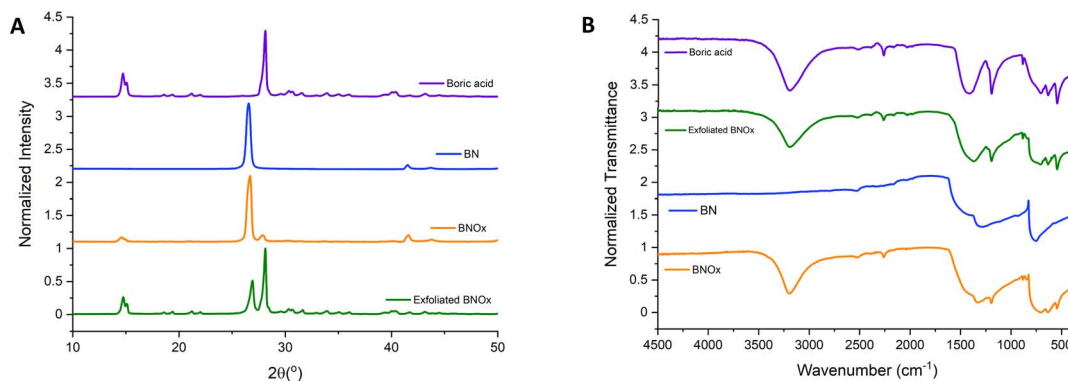 A
Normalized Intensity
4.5
4
3.5
3
2.5
2
1.5
1
0.5
0
Boric acid
BN
BNOx
Exfoliated BNOx
10
20
30
40
50
2θ(°)
B
Normalized Transmittance
4.5
4
3.5
3
2.5
2
1.5
1
0.5
0
Boric acid
Exfoliated BNOx
BN
BNOx
4500 4000 3500 3000 2500 2000 1500 1000 500
Wavenumber (cm⁻¹)